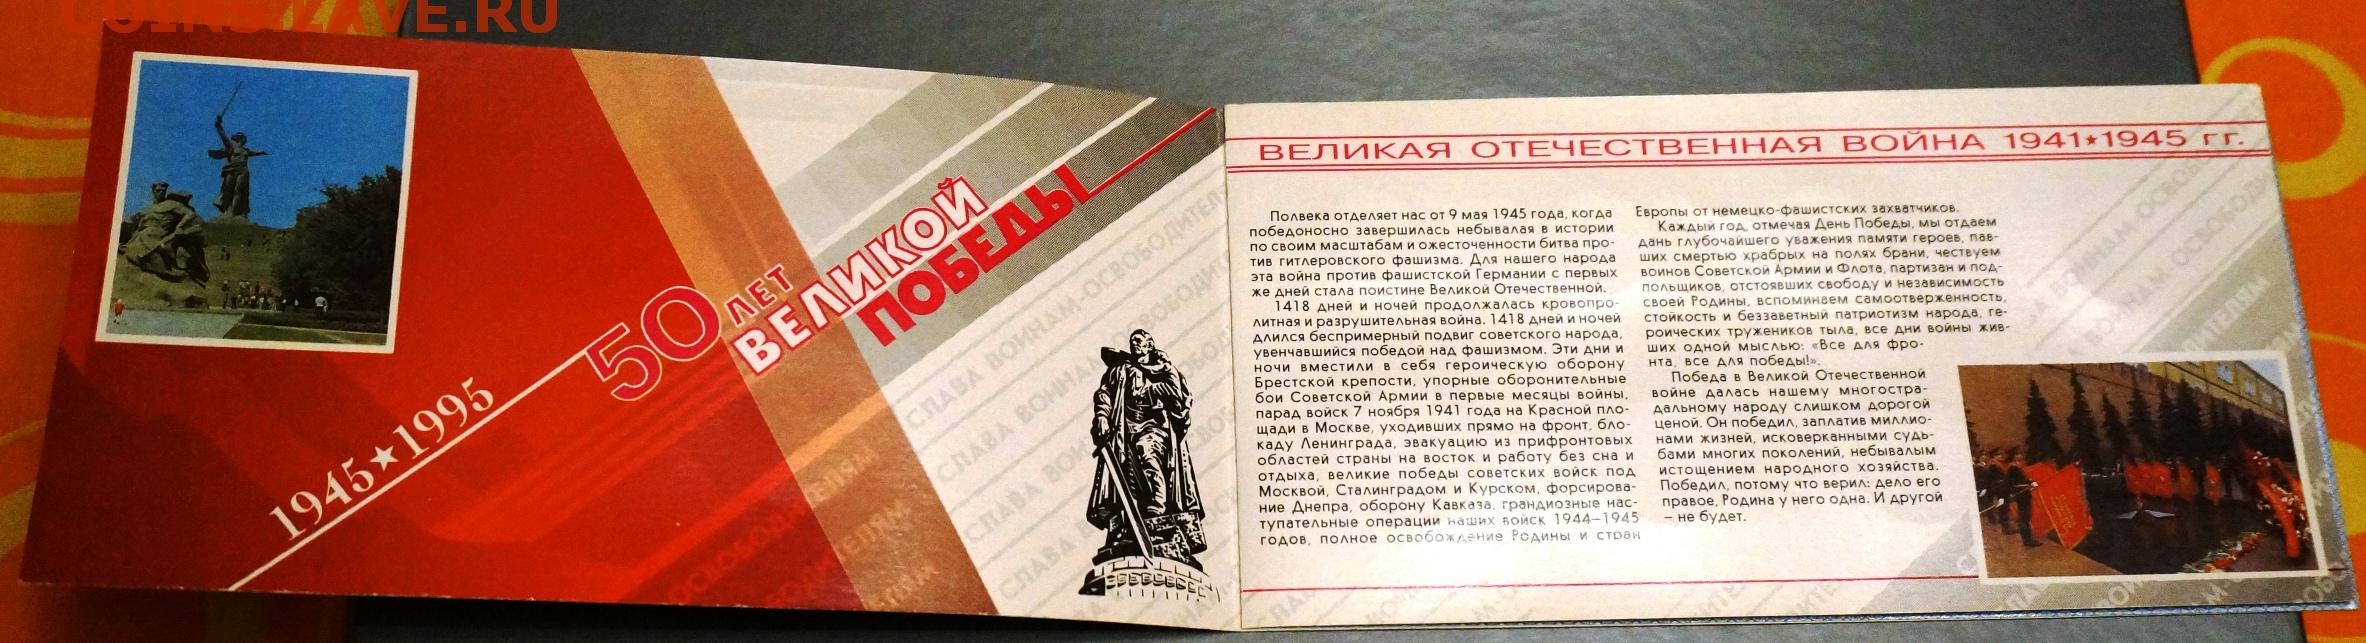 COINSIZAVE.RU
1945★1995
50 ЛЕТ
ВЕЛИКОЙ
ПОБЕДЫ
СЛАВА ВОИНАМ-ОСВОБОДИТЕЛЯМ
ВЕЛИКАЯ ОТЕЧЕСТВЕННАЯ ВОЙНА 1941★1945 гг.
Полвека отделяет нас от 9 мая 1945 года, когда
победоносно завершилась небывалая в истории
по своим масштабам и ожесточенности битва про-
тив гитлеровского фашизма. Для нашего народа
эта война против фашистской Германии с первых
же дней стала поистине Великой Отечественной.
1418 дней и ночей продолжалась кровопро-
литная и разрушительная война. 1418 дней и ночей
длился беспримерный подвиг советского народа,
увенчавшийся победой над фашизмом. Эти дни и
ночи вместили в себя героическую оборону
Брестской крепости, упорные оборонительные
бои Советской Армии в первые месяцы войны,
парад войск 7 ноября 1941 года на Красной пло-
щади в Москве, уходивших прямо на фронт, бло-
каду Ленинграда, эвакуацию из прифронтовых
областей страны на восток и работу без сна и
отдыха, великие победы советских войск под
Москвой, Сталинградом и Курском, форсирова-
ние Днепра, оборону Кавказа, грандиозные нас-
тупательные операции наших войск 1944–1945
годов, полное освобождение Родины и стран
Европы от немецко-фашистских захватчиков.
Каждый год, отмечая День Победы, мы отдаем
дань глубочайшего уважения памяти героев, пав-
ших смертью храбрых на полях брани, чествуем
воинов Советской Армии и Флота, партизан и под-
польщиков, отстоявших свободу и независимость
своей Родины, вспоминаем самоотверженность,
стойкость и беззаветный патриотизм народа, ге-
роических тружеников тыла, все дни войны жив-
ших одной мыслью: «Все для фро-
нта, все для победы!».
Победа в Великой Отечественной
войне далась нашему многостра-
дальному народу слишком дорогой
ценой. Он победил, заплатив миллио-
нами жизней, исковерканными судь-
бами многих поколений, небывалым
истощением народного хозяйства.
Победил, потому что верил: дело его
правое, Родина у него одна. И другой
– не будет.